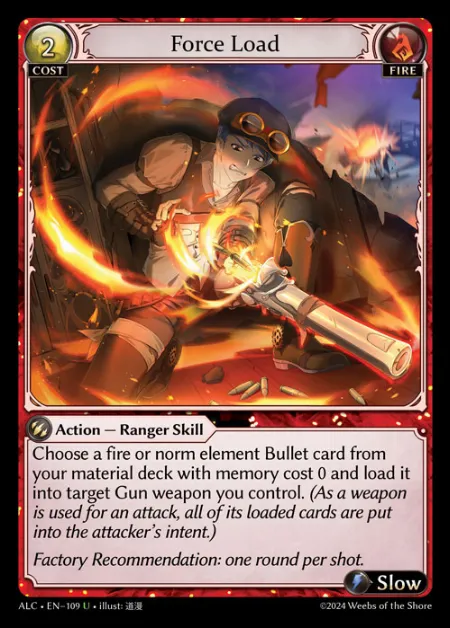 2
Force Load
COST
FIRE
Action — Ranger Skill
Choose a fire or norm element Bullet card from
your material deck with memory cost 0 and load it
into target Gun weapon you control. (As a weapon
is used for an attack, all of its loaded cards are put
into the attacker's intent.)
Factory Recommendation: one round per shot.
Slow
ALC • EN-109 U • illust: 道漫
©2024 Weebs of the Shore